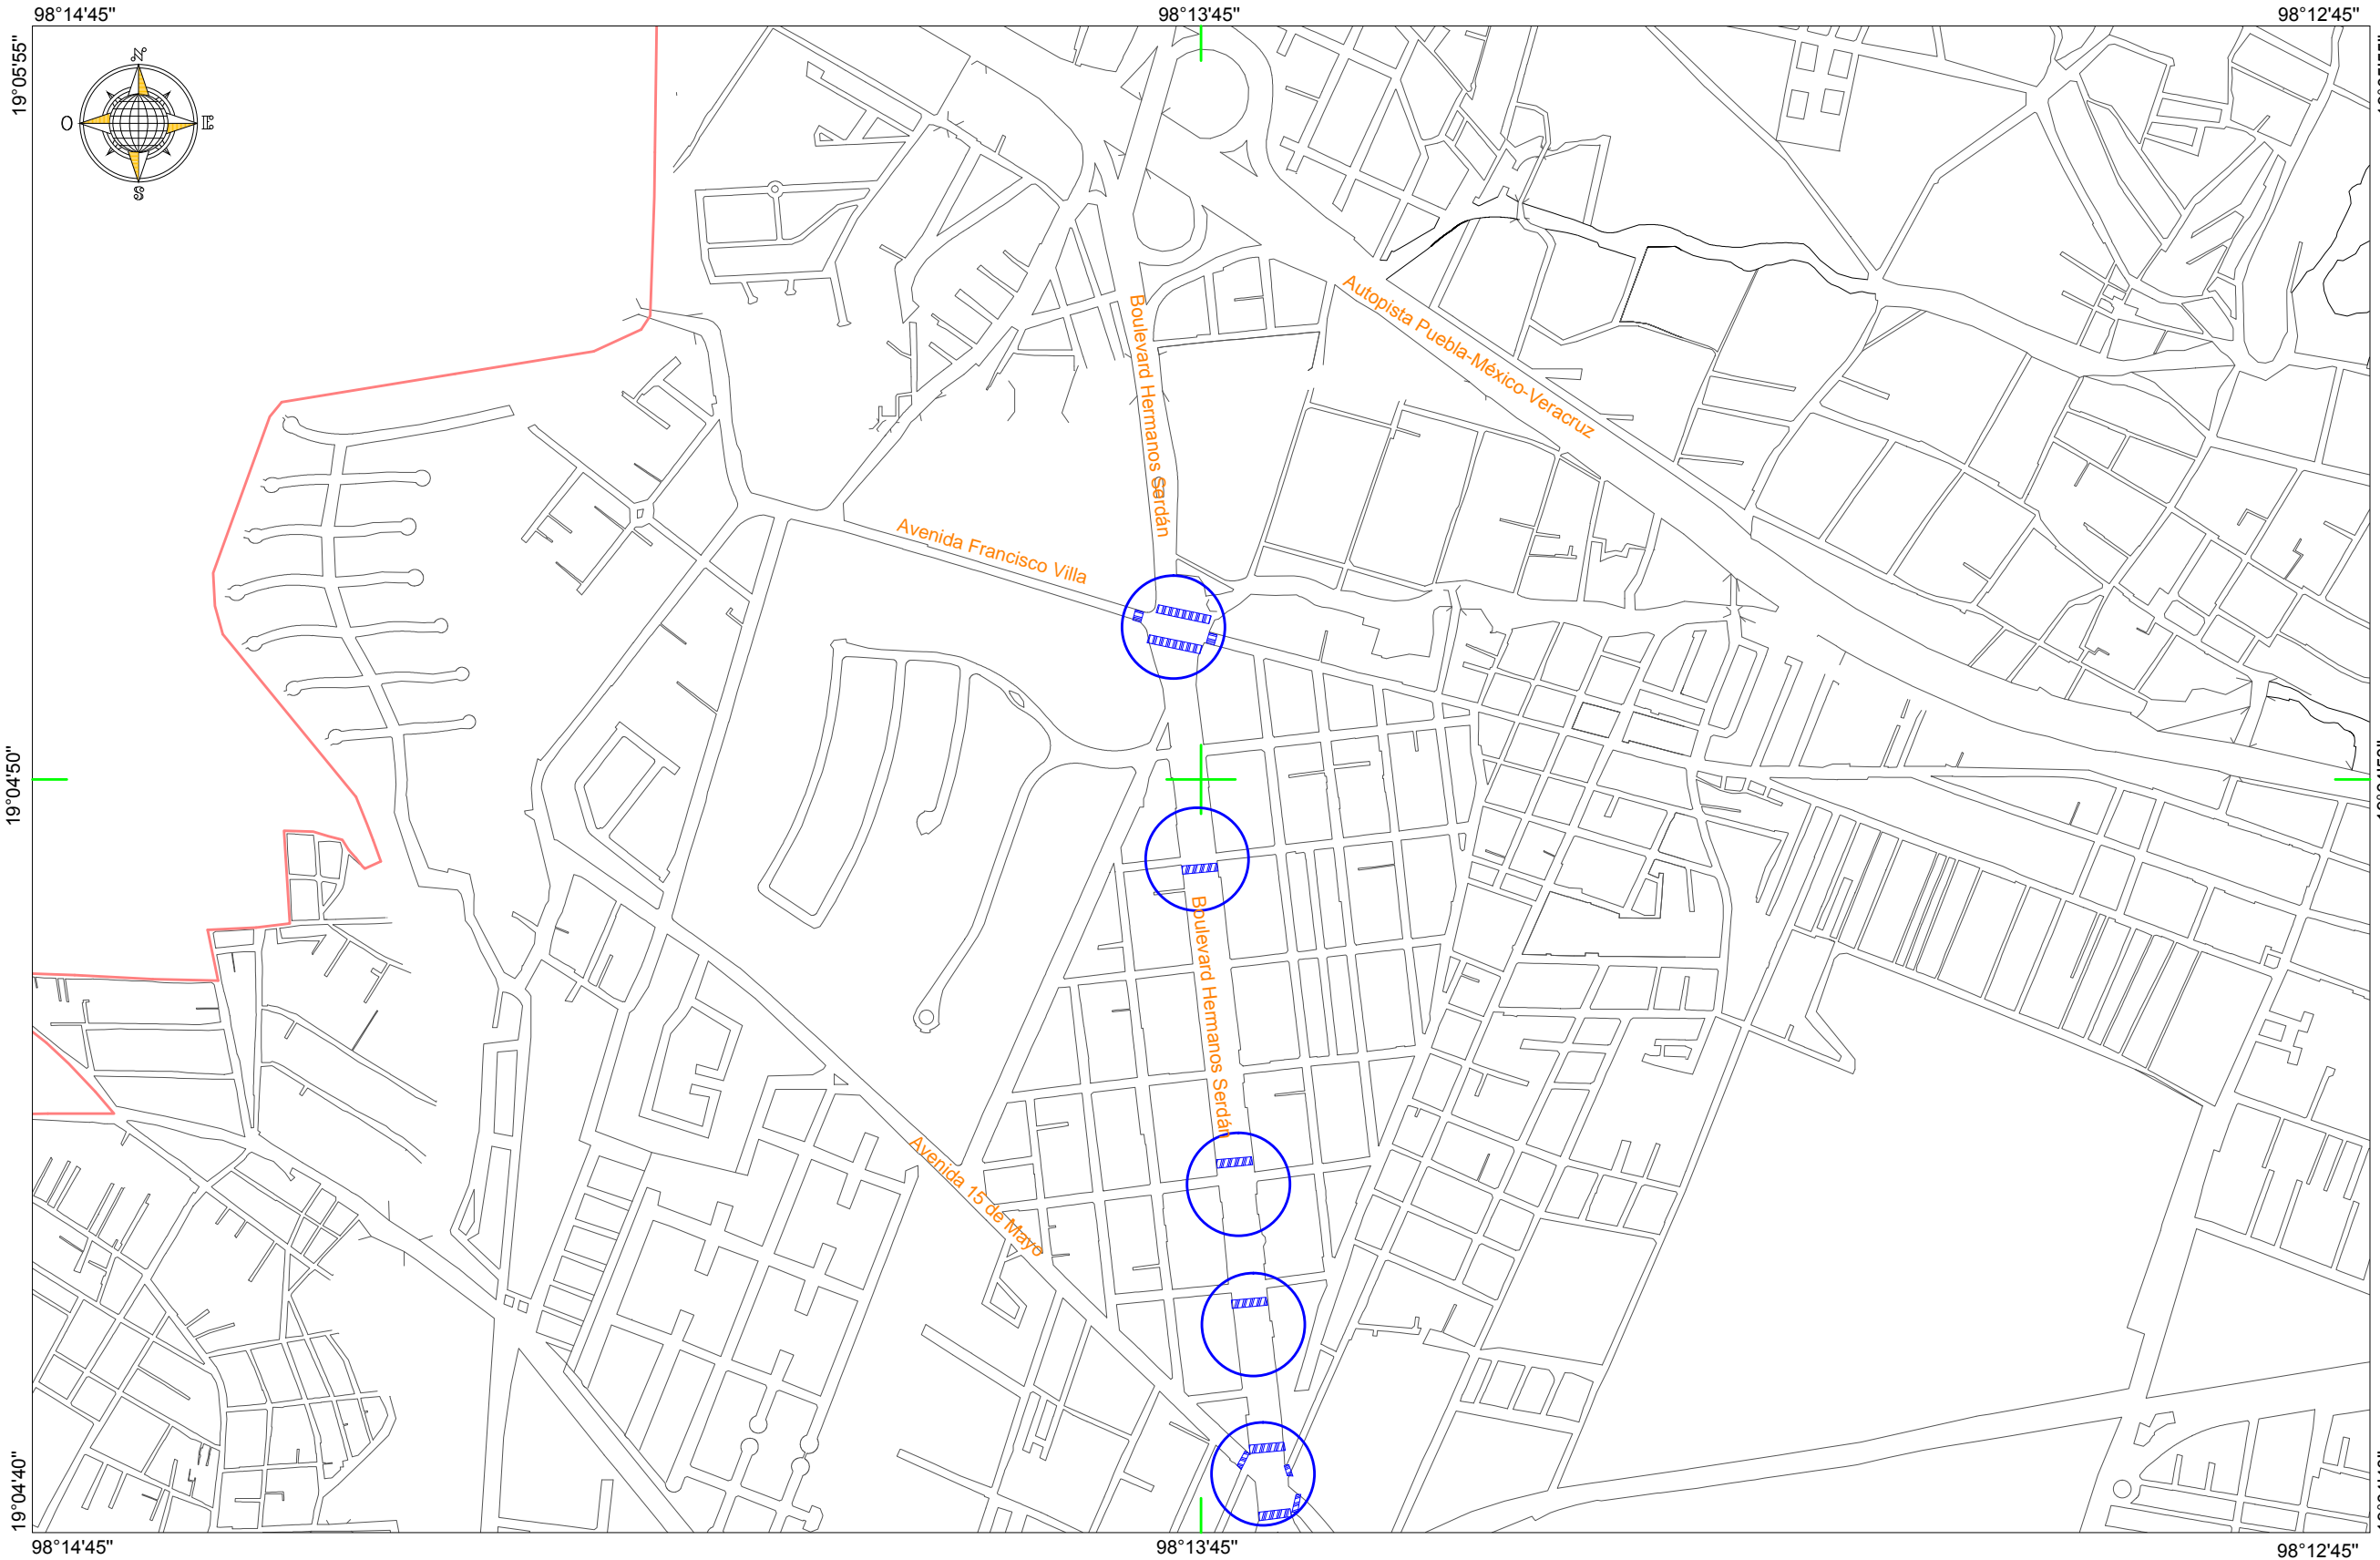 98°14'45"
98°13'45"
98°12'45"
19°05'55"
N
O
E
S
Boulevard Hermanos Serdán
Autopista Puebla-México-Veracruz
Avenida Francisco Villa
19°04'50"
Boulevard Hermanos Serdán
Avenida 15 de Mayo
19°04'40"
98°14'45"
98°13'45"
98°12'45"